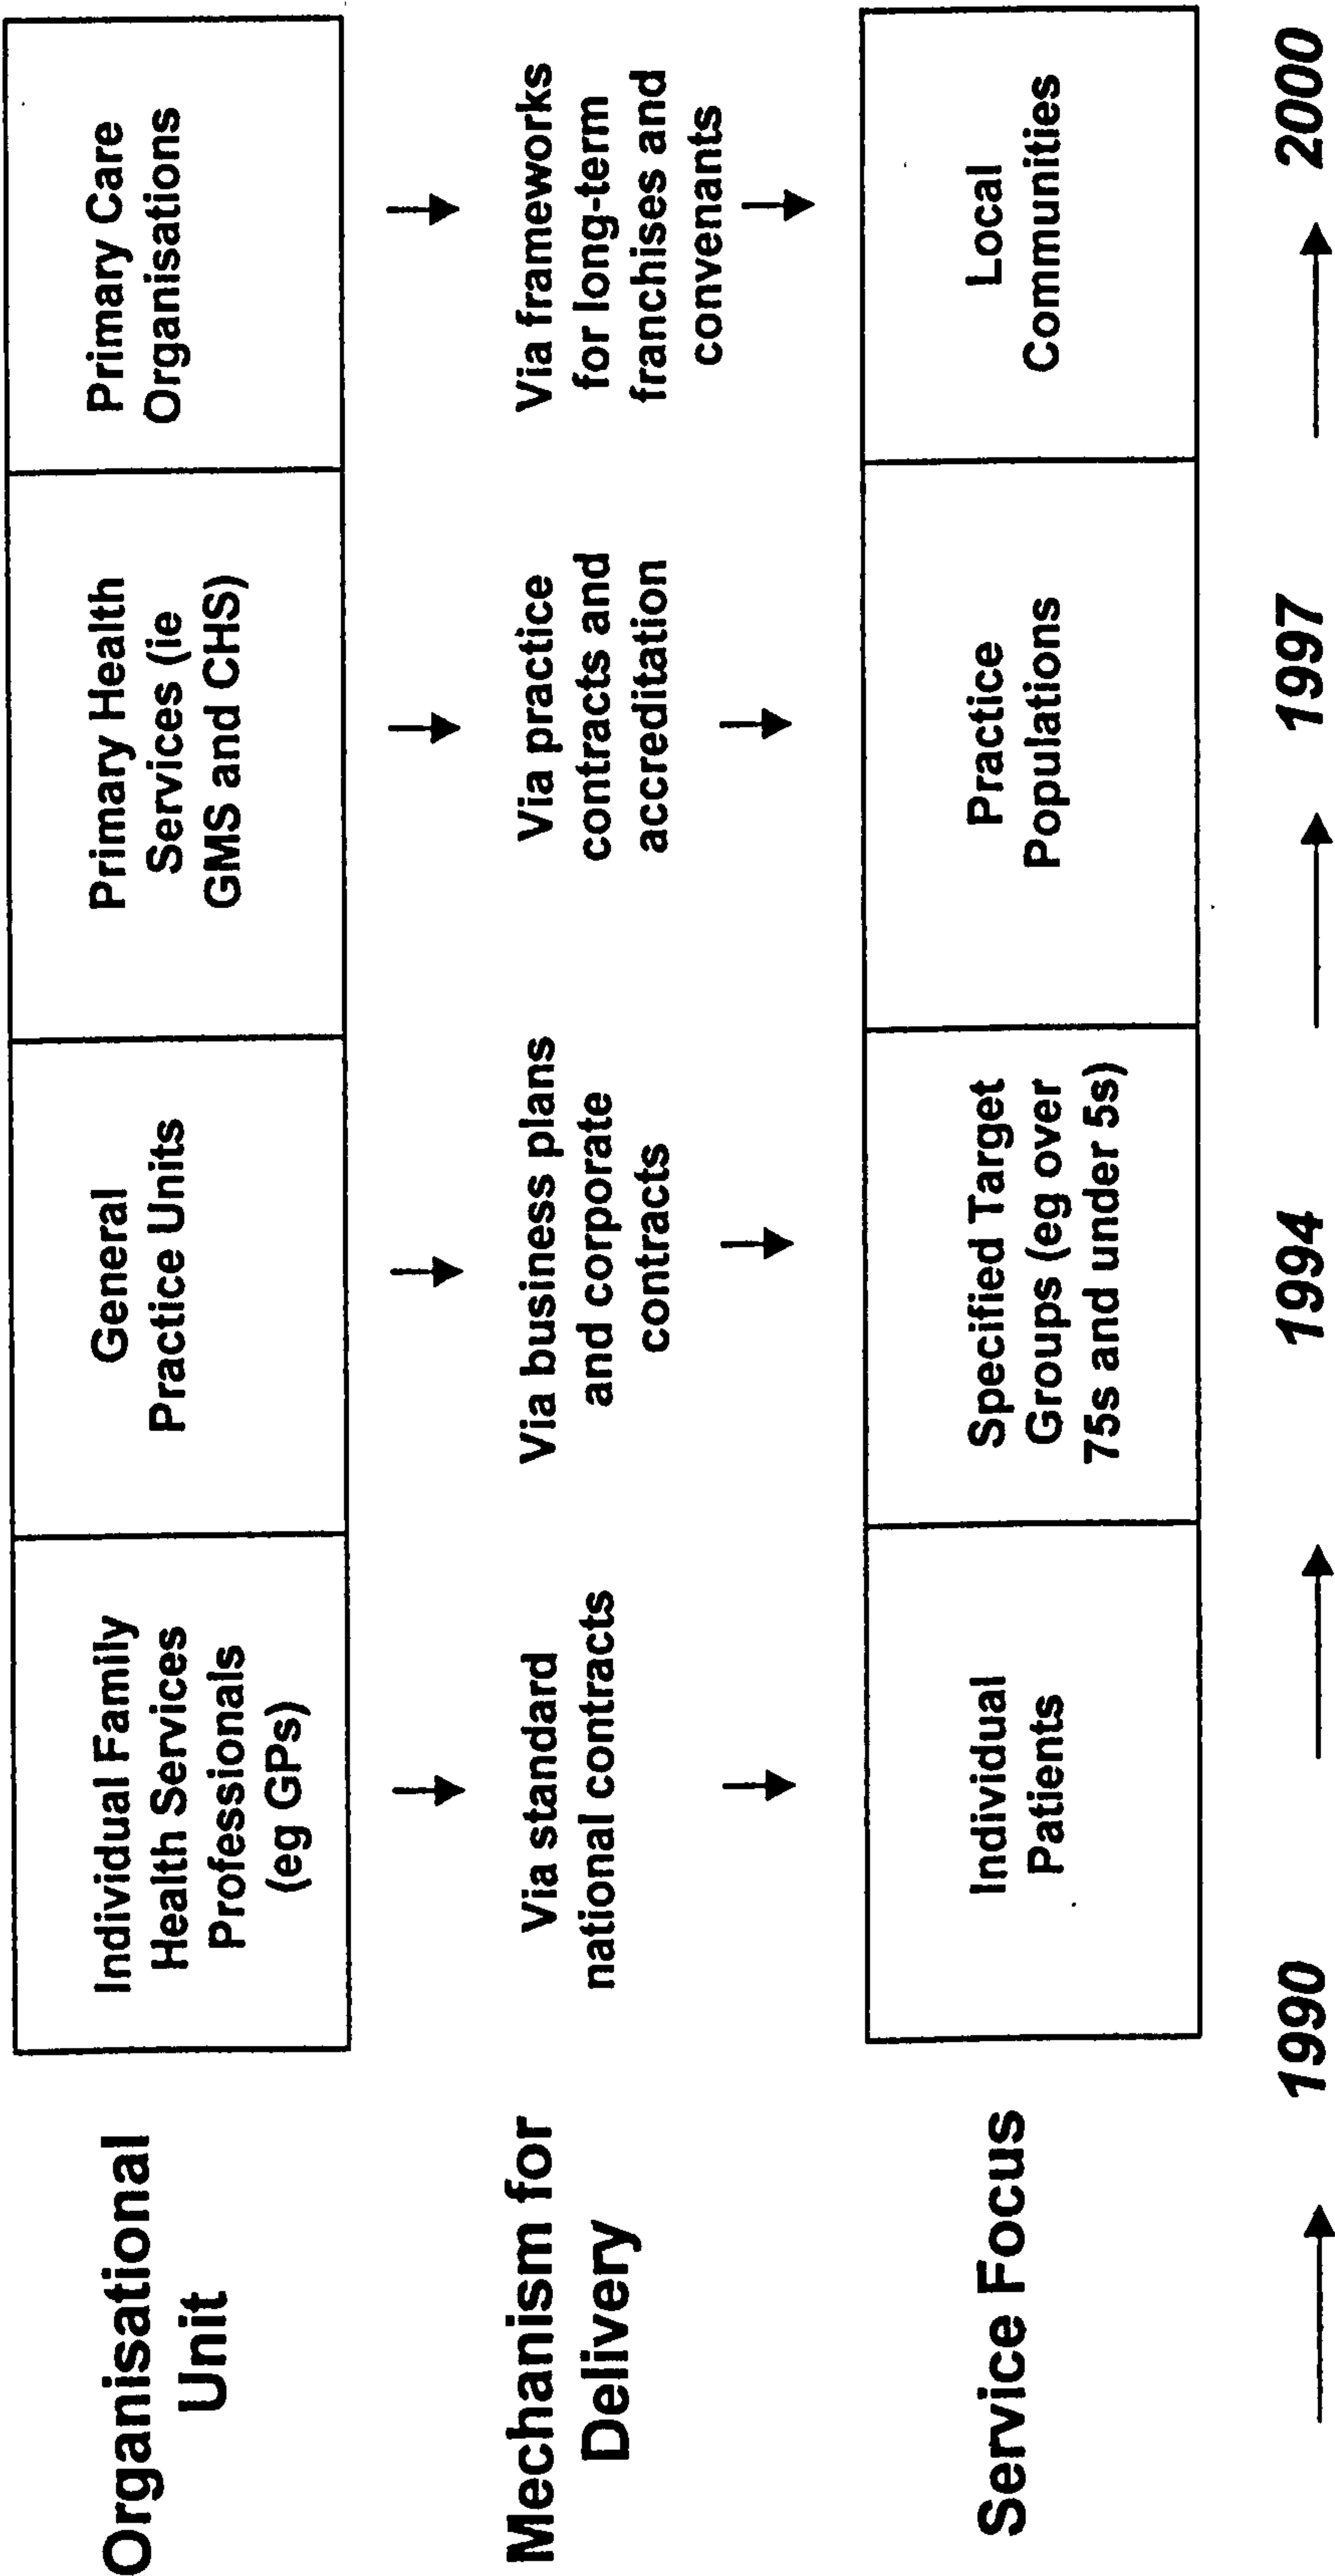 Organisational
Unit
Individual Family
Health Services
Professionals
(eg GPs)
General
Practice Units
Primary Health
Services (ie
GMS and CHS)
Primary Care
Organisations
Mechanism for
Delivery
Via standard
national contracts
Via business plans
and corporate
contracts
Via practice
contracts and
accreditation
Via frameworks
for long-term
franchises and
convenants
Service Focus
Individual
Patients
Specified Target
Groups (eg over
75s and under 5s)
Practice
Populations
Local
Communities
1990
1994
1997
2000